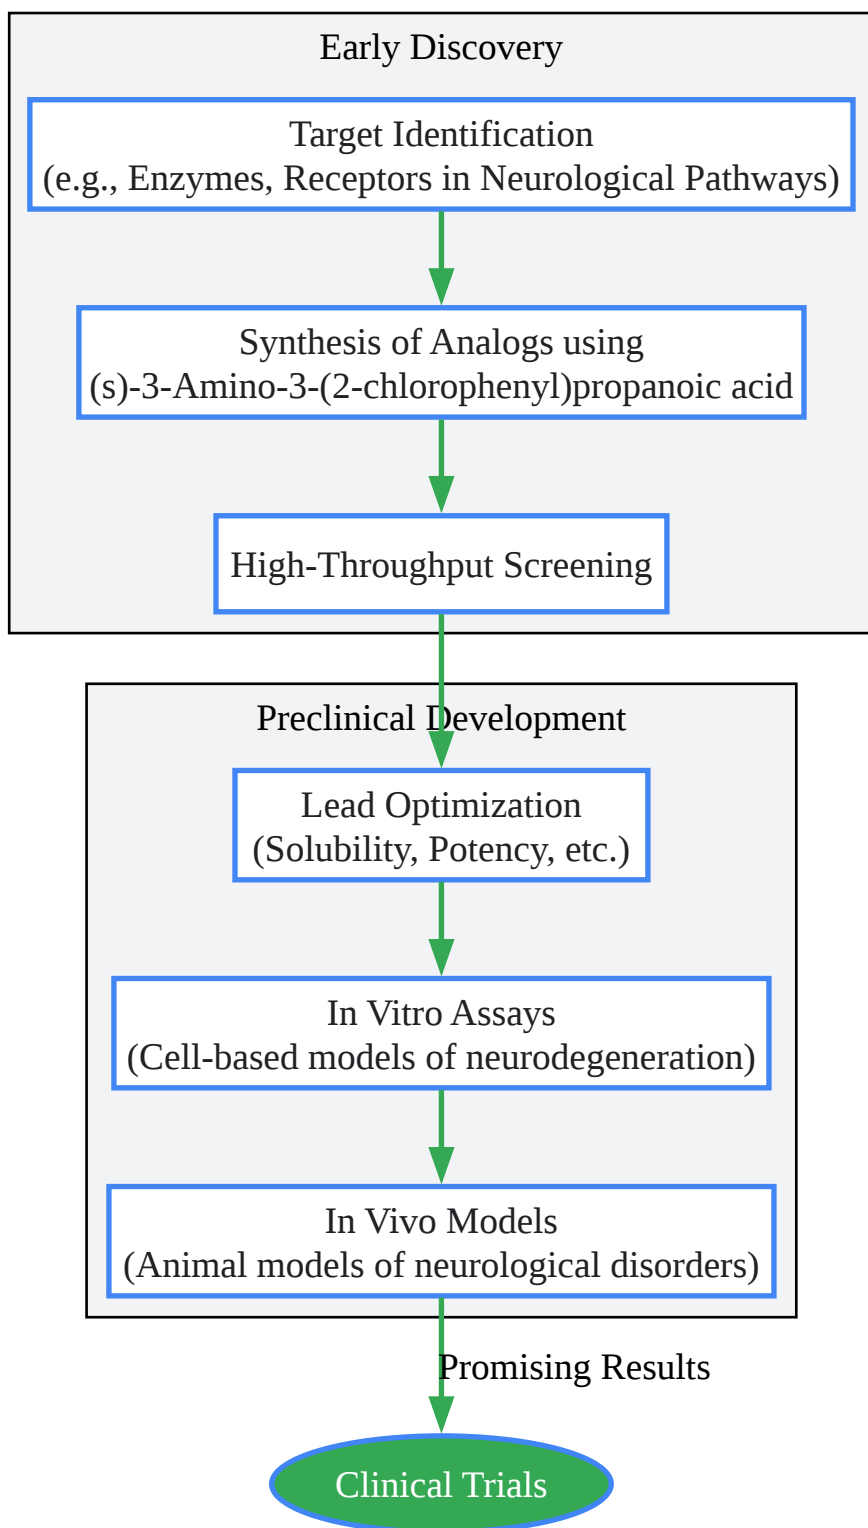 Early Discovery
Target Identification
(e.g., Enzymes, Receptors in Neurological Pathways)
Synthesis of Analogs using
(s)-3-Amino-3-(2-chlorophenyl)propanoic acid
High-Throughput Screening
Preclinical Development
Lead Optimization
(Solubility, Potency, etc.)
In Vitro Assays
(Cell-based models of neurodegeneration)
In Vivo Models
(Animal models of neurological disorders)
Promising Results
Clinical Trials